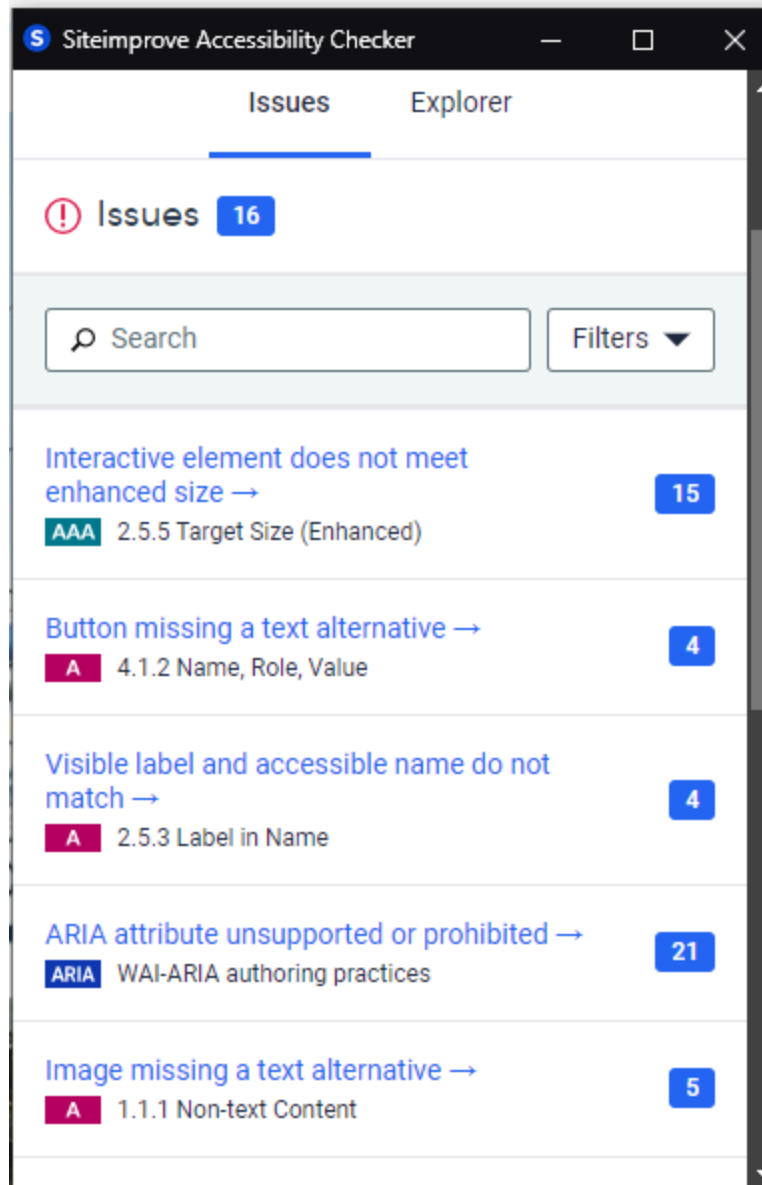 S Siteimprove Accessibility Checker
Issues Explorer
Issues 16
Search Filters
Interactive element does not meet
enhanced size → 15
AAA 2.5.5 Target Size (Enhanced)
Button missing a text alternative → 4
A 4.1.2 Name, Role, Value
Visible label and accessible name do not
match → 4
A 2.5.3 Label in Name
ARIA attribute unsupported or prohibited → 21
ARIA WAI-ARIA authoring practices
Image missing a text alternative → 5
A 1.1.1 Non-text Content